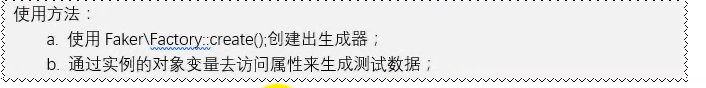 使用方法：
a. 使用 Faker\Factory::create();创建出生成器；
b. 通过实例的对象变量去访问属性来生成测试数据；